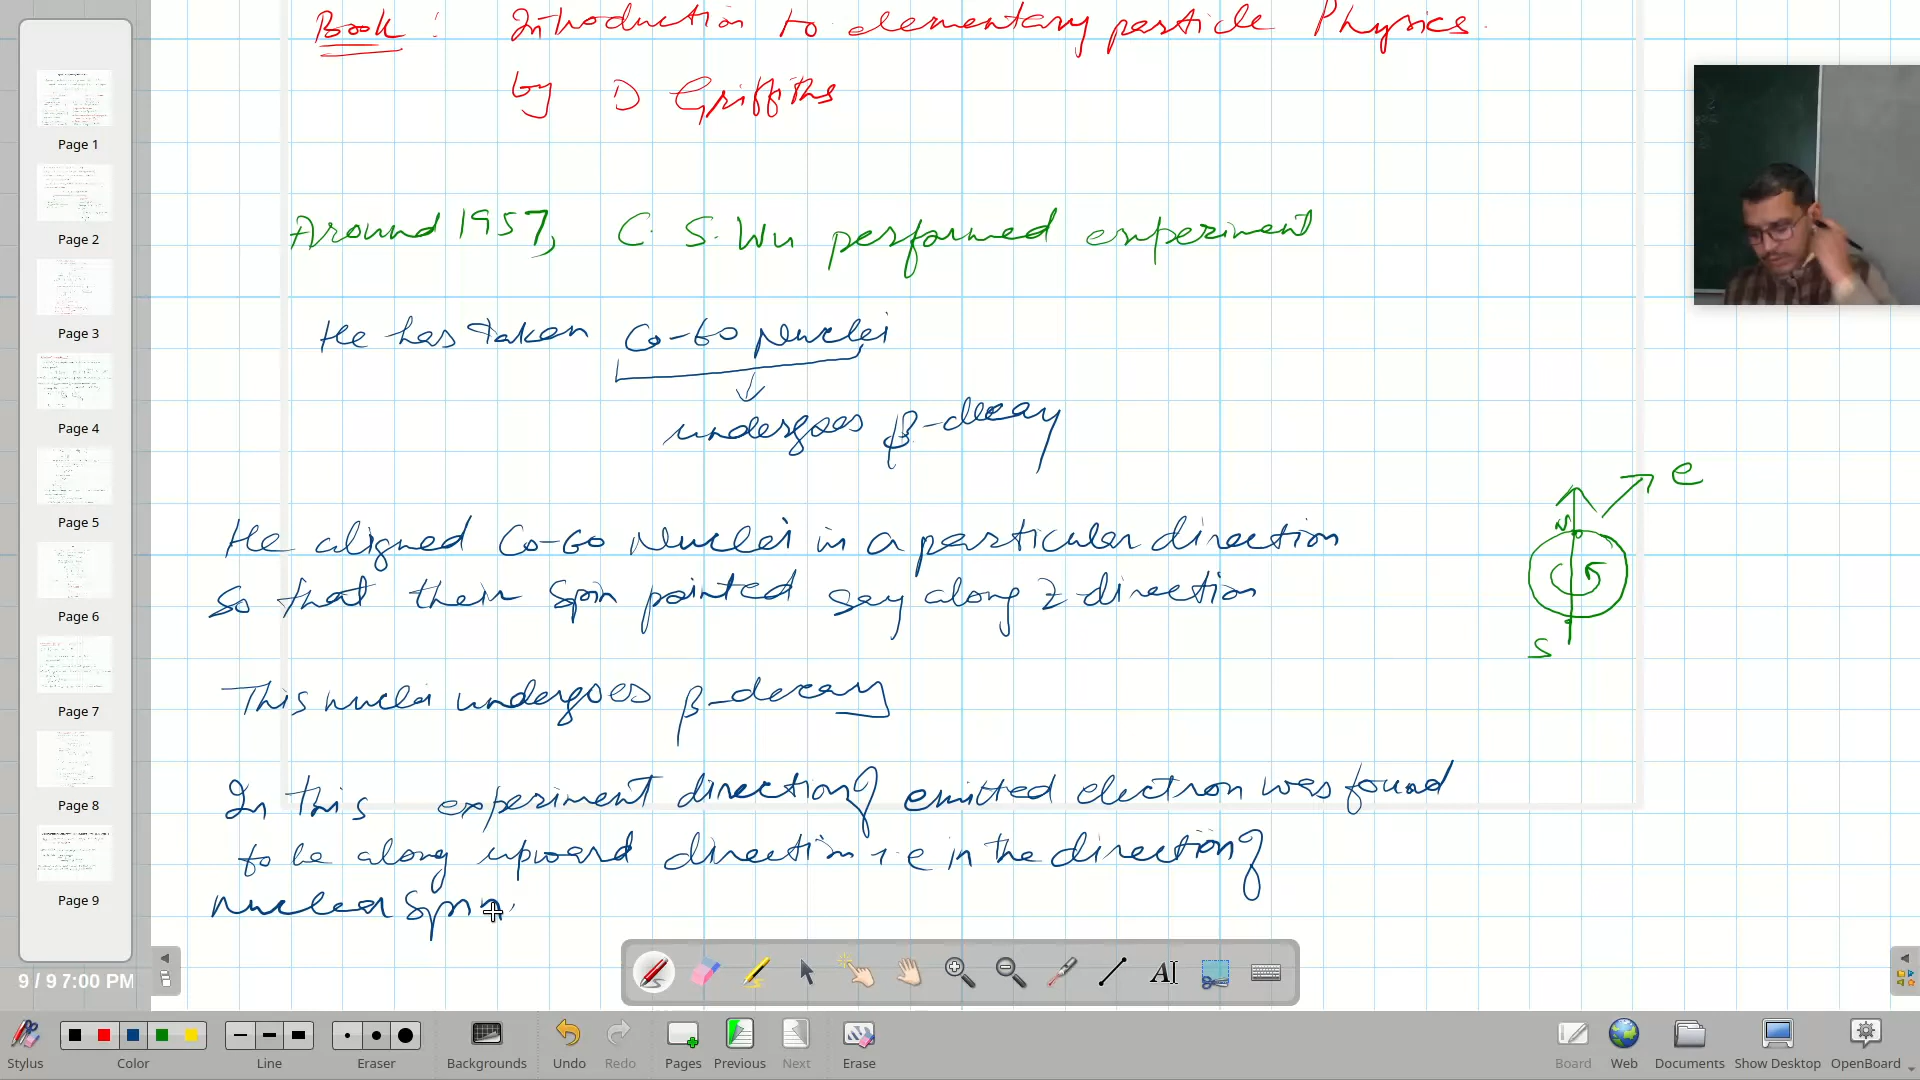 Book : Introduction to elementary particle Physics.
by D Griffiths
Around 1957, C. S. Wu performed experiment
He has taken Co-60 Nuclei
undergoes β-decay
e
N
He aligned Co-60 Nuclei in a particular direction
so that their spin pointed say along z-direction
S
This nuclei undergoes β-decay
In this experiment direction of emitted electron was found
to be along upward direction i.e in the direction of
nuclear spin.
Page 1
Page 2
Page 3
Page 4
Page 5
Page 6
Page 7
Page 8
Page 9
9 / 9 7:00 PM
AI
Stylus
Color
Line
Eraser
Backgrounds
Undo
Redo
Pages
Previous
Next
Erase
Board
Web
Documents
Show Desktop
OpenBoard